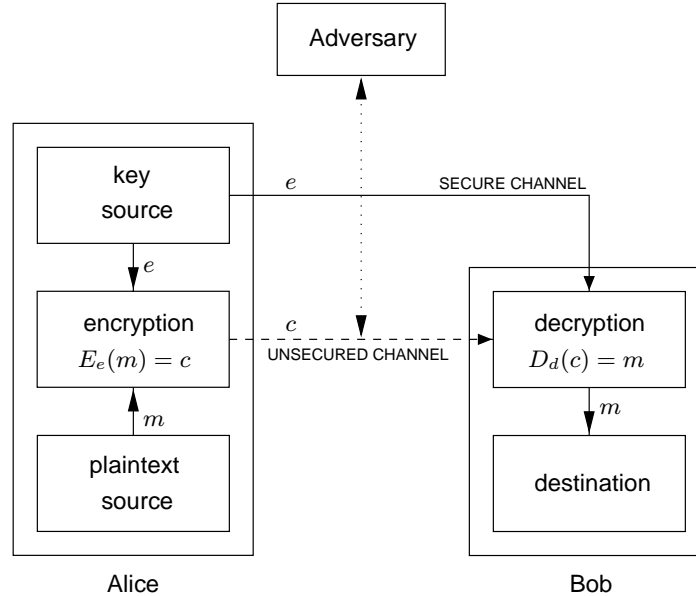 Adversary
key
source
e
SECURE CHANNEL
e
encryption
E_e(m) = c
c
UNSECURED CHANNEL
decryption
D_d(c) = m
m
m
plaintext
source
destination
Alice
Bob